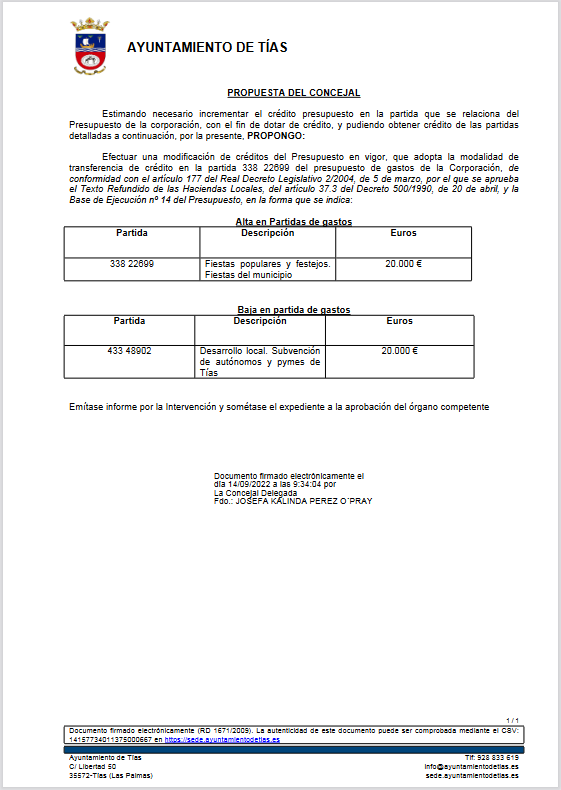 AYUNTAMIENTO DE TÍAS
PROPUESTA DEL CONCEJAL
Estimando necesario incrementar el crédito presupuesto en la partida que se relaciona del
Presupuesto de la corporación, con el fin de dotar de crédito, y pudiendo obtener crédito de las partidas
detalladas a continuación, por la presente, PROPONGO:
Efectuar una modificación de créditos del Presupuesto en vigor, que adopta la modalidad de
transferencia de crédito en la partida 338 22699 del presupuesto de gastos de la Corporación, de
conformidad con el artículo 177 del Real Decreto Legislativo 2/2004, de 5 de marzo, por el que se aprueba
el Texto Refundido de las Haciendas Locales, del artículo 37.3 del Decreto 500/1990, de 20 de abril, y la
Base de Ejecución nº 14 del Presupuesto, en la forma que se indica:
Alta en Partidas de gastos
Partida Descripción Euros
338 22699 Fiestas populares y festejos. 20.000 €
Fiestas del municipio
Baja en partida de gastos
Partida Descripción Euros
433 48902 Desarrollo local. Subvención 20.000 €
de autónomos y pymes de
Tías
Emítase informe por la Intervención y sométase el expediente a la aprobación del órgano competente
Documento firmado electrónicamente el
día 14/09/2022 a las 9:34:04 por
La Concejal Delegada
Fdo.: JOSEFA KALINDA PEREZ O´PRAY
1 / 1
Documento firmado electrónicamente (RD 1671/2009). La autenticidad de este documento puede ser comprobada mediante el CSV:
14157734011375000667 en https://sede.ayuntamientodetias.es
Ayuntamiento de Tías Tlf: 928 833 619
C/ Libertad 50 info@ayuntamientodetias.es
35572-Tías (Las Palmas) sede.ayuntamientodetias.es